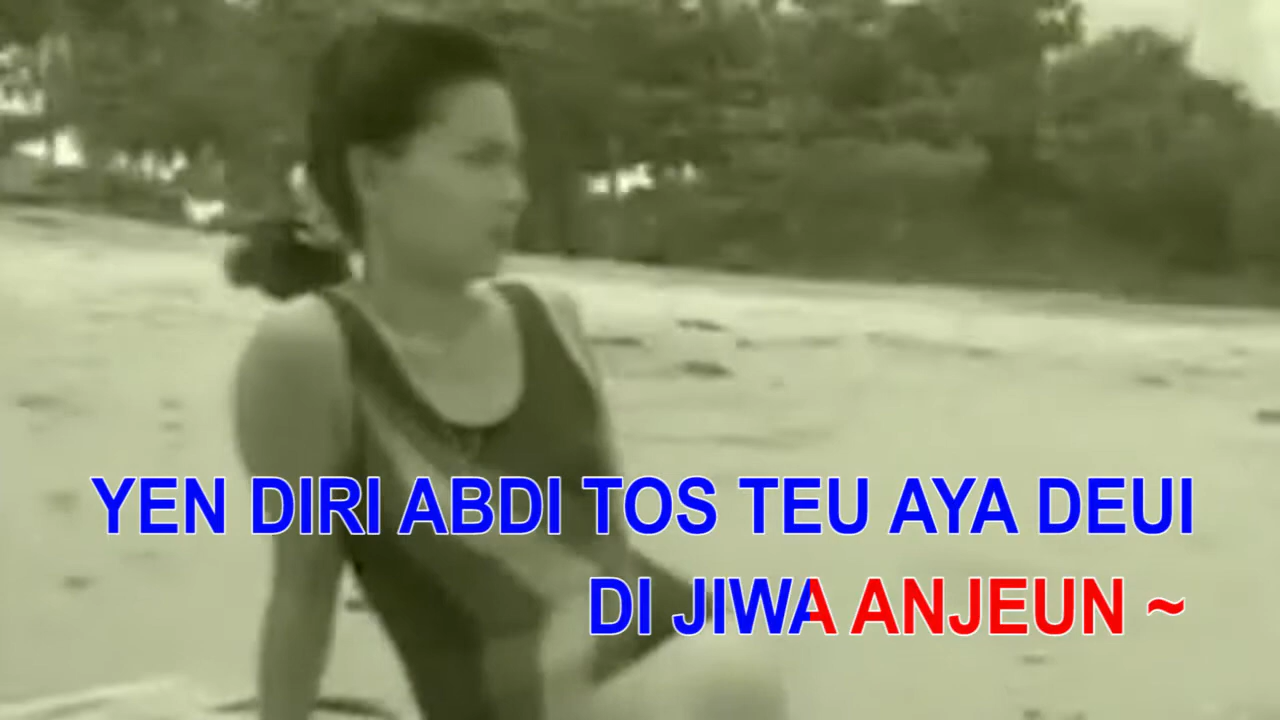 YEN DIRI ABDI TOS TEU AYA DEUI
DI JIWA ANJEUN ~